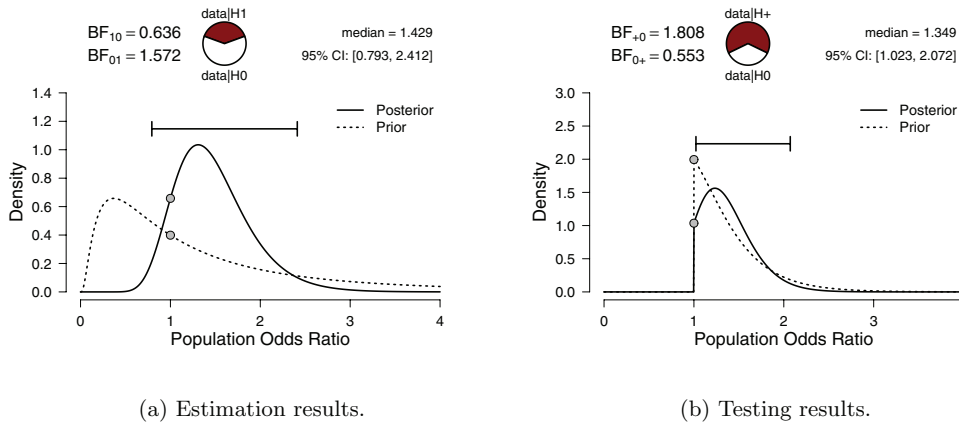 data|H1
BF10 = 0.636
BF01 = 1.572
data|H0
median = 1.429
95% CI: [0.793, 2.412]
1.4
1.2
1.0
0.8
0.6
0.4
0.2
0.0
Density
Posterior
Prior
0 1 2 3 4
Population Odds Ratio
(a) Estimation results.
data|H+
BF+0 = 1.808
BF0+ = 0.553
data|H0
median = 1.349
95% CI: [1.023, 2.072]
3.0
2.5
2.0
1.5
1.0
0.5
0.0
Density
Posterior
Prior
0 1 2 3
Population Odds Ratio
(b) Testing results.